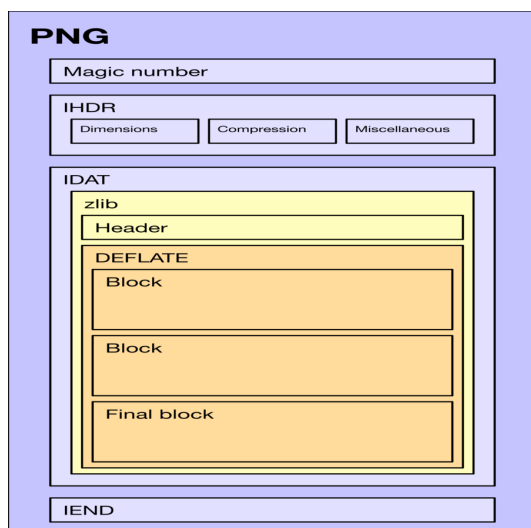 PNG
Magic number
IHDR
Dimensions Compression Miscellaneous
IDAT
zlib
Header
DEFLATE
Block
Block
Final block
IEND